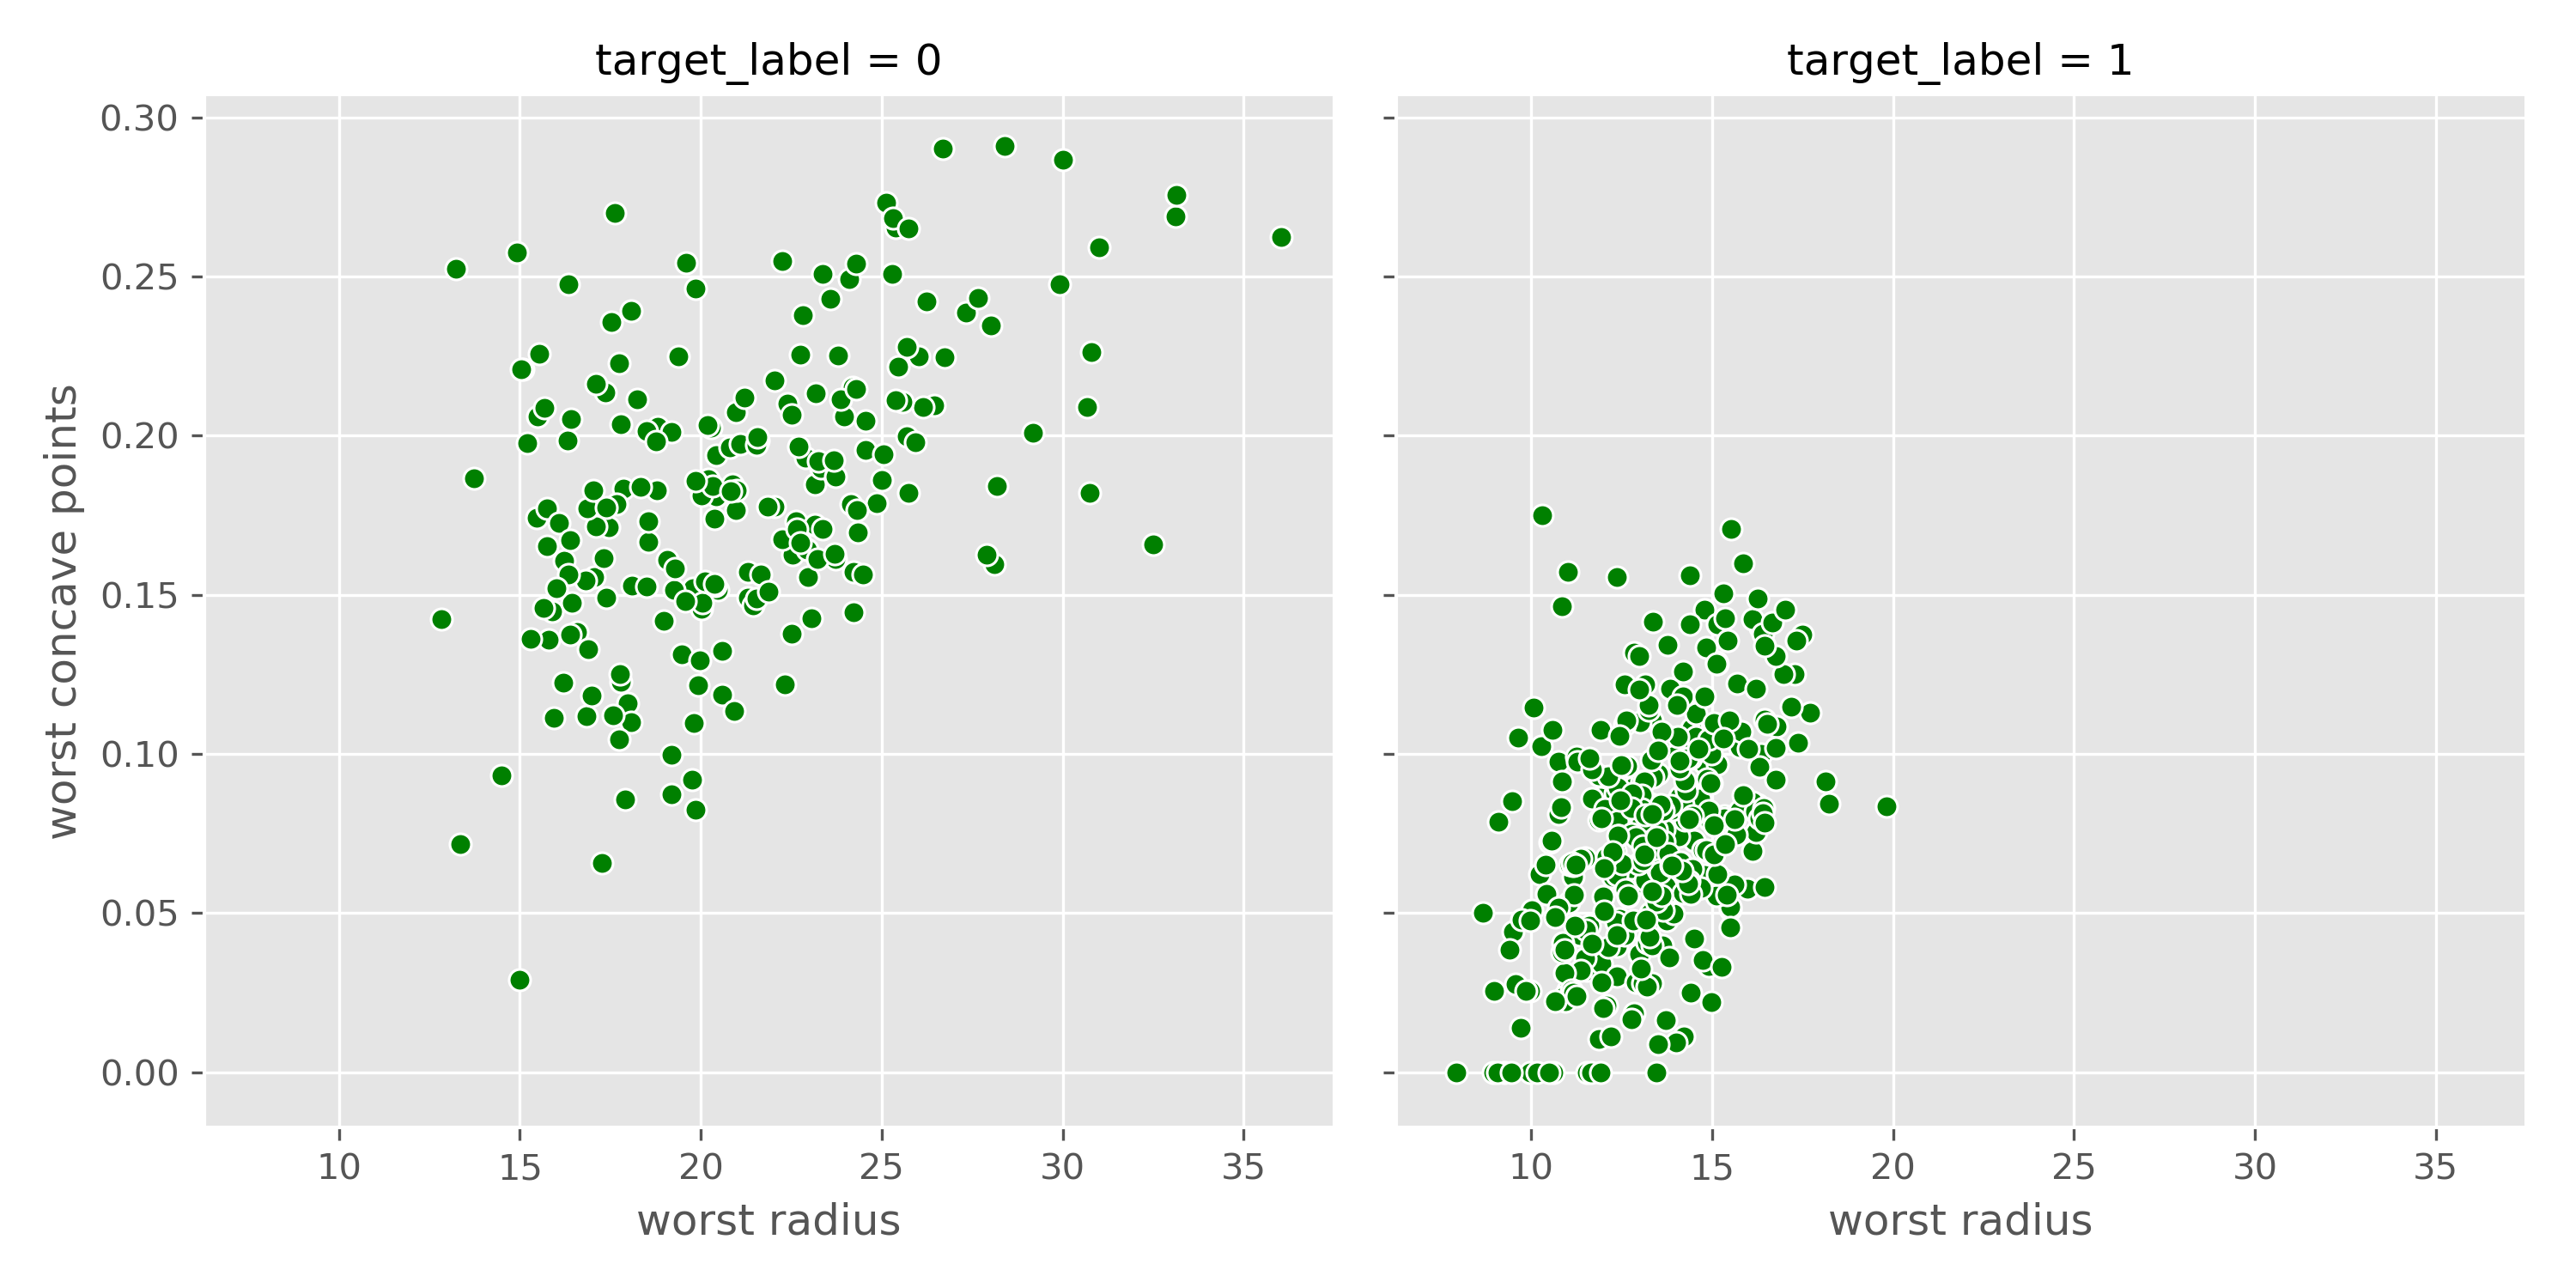 target_label = 0
target_label = 1
0.30
0.25
0.20
0.15
0.10
0.05
0.00
worst concave points
10 15 20 25 30 35
10 15 20 25 30 35
worst radius
worst radius